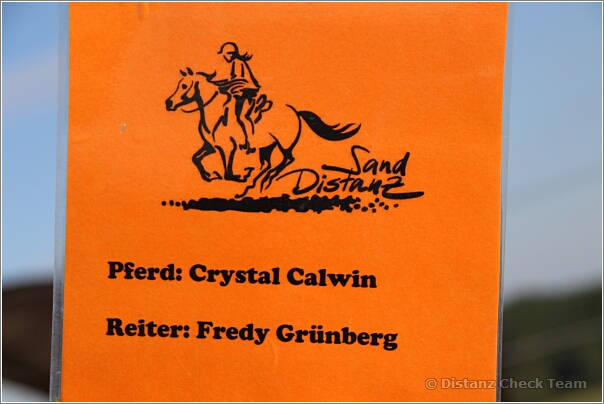 Sand
Distanz
Pferd: Crystal Calwin
Reiter: Fredy Grünberg
© Distanz Check Team